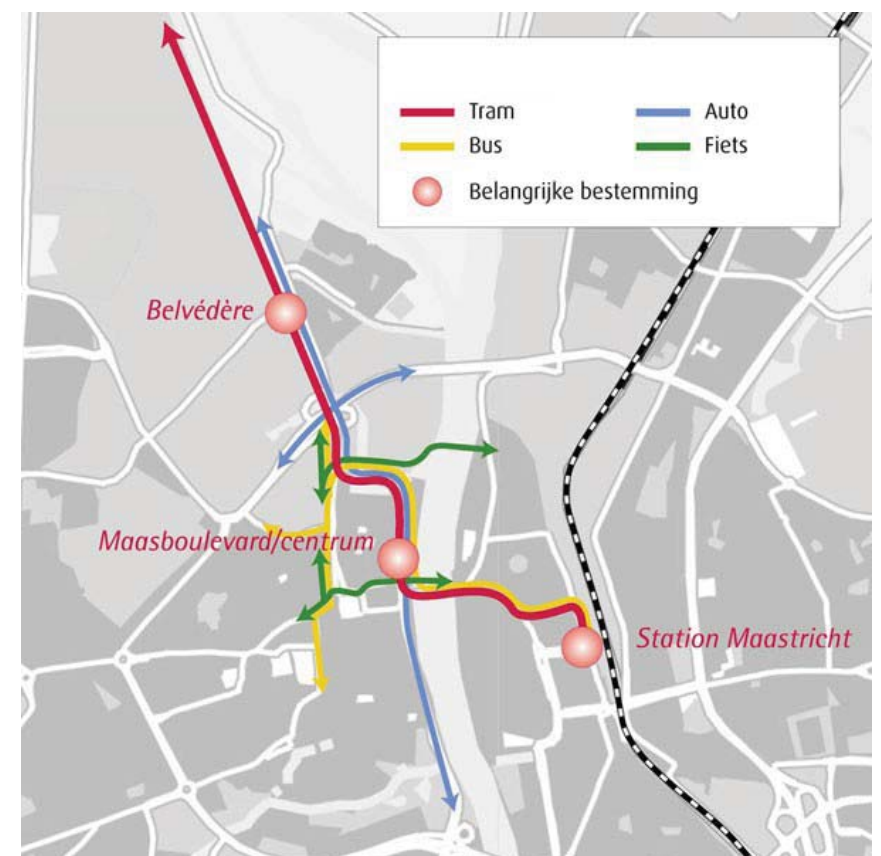 Tram
Auto
Bus
Fiets
Belangrijke bestemming
Belvédère
Maasboulevard/centrum
Station Maastricht